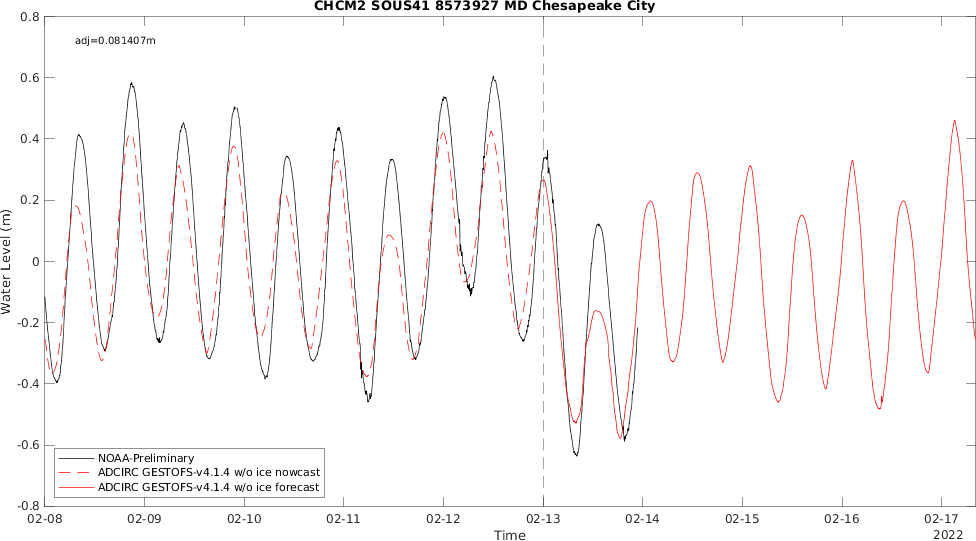 CHCM2 SOUS41 8573927 MD Chesapeake City
adj=0.081407m
0.8
0.6
0.4
0.2
0
-0.2
-0.4
-0.6
-0.8
Water Level (m)
NOAA-Preliminary
ADCIRC GESTOFS-v4.1.4 w/o ice nowcast
ADCIRC GESTOFS-v4.1.4 w/o ice forecast
02-08 02-09 02-10 02-11 02-12 02-13 02-14 02-15 02-16 02-17
Time
2022